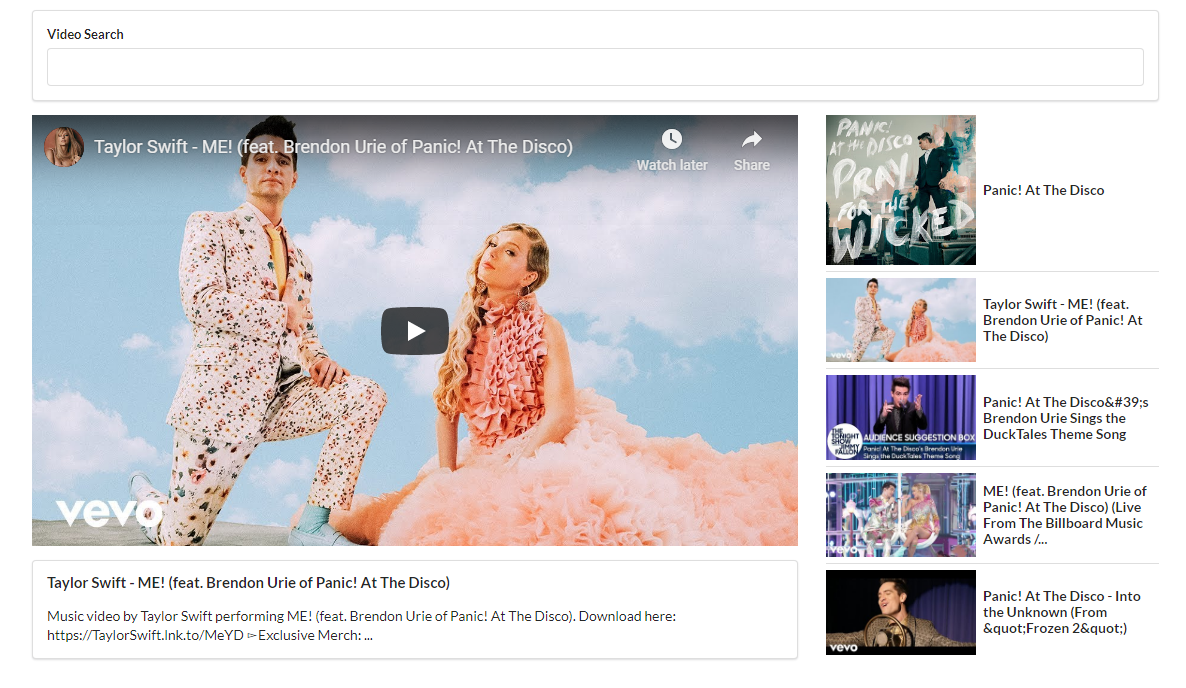 Video Search
Taylor Swift - ME! (feat. Brendon Urie of Panic! At The Disco)
Watch later
Share
vevo
Taylor Swift - ME! (feat. Brendon Urie of Panic! At The Disco)
Music video by Taylor Swift performing ME! (feat. Brendon Urie of Panic! At The Disco). Download here:
https://TaylorSwift.lnk.to/MeYD ▻Exclusive Merch: ...
PANIC!
AT THE DISCO
PRAY
FOR THE
WICKED
Panic! At The Disco
vevo
Taylor Swift - ME! (feat.
Brendon Urie of Panic! At
The Disco)
THE
TONIGHT
SHOW
JIMMY
FALLON
AUDIENCE SUGGESTION BOX
Panic! At The Disco's Brendon Urie
Sings the DuckTales Theme Song
Panic! At The Disco&#39;s
Brendon Urie Sings the
DuckTales Theme Song
vevo
ME! (feat. Brendon Urie of
Panic! At The Disco) (Live
From The Billboard Music
Awards /...
vevo
Panic! At The Disco - Into
the Unknown (From
&quot;Frozen 2&quot;)